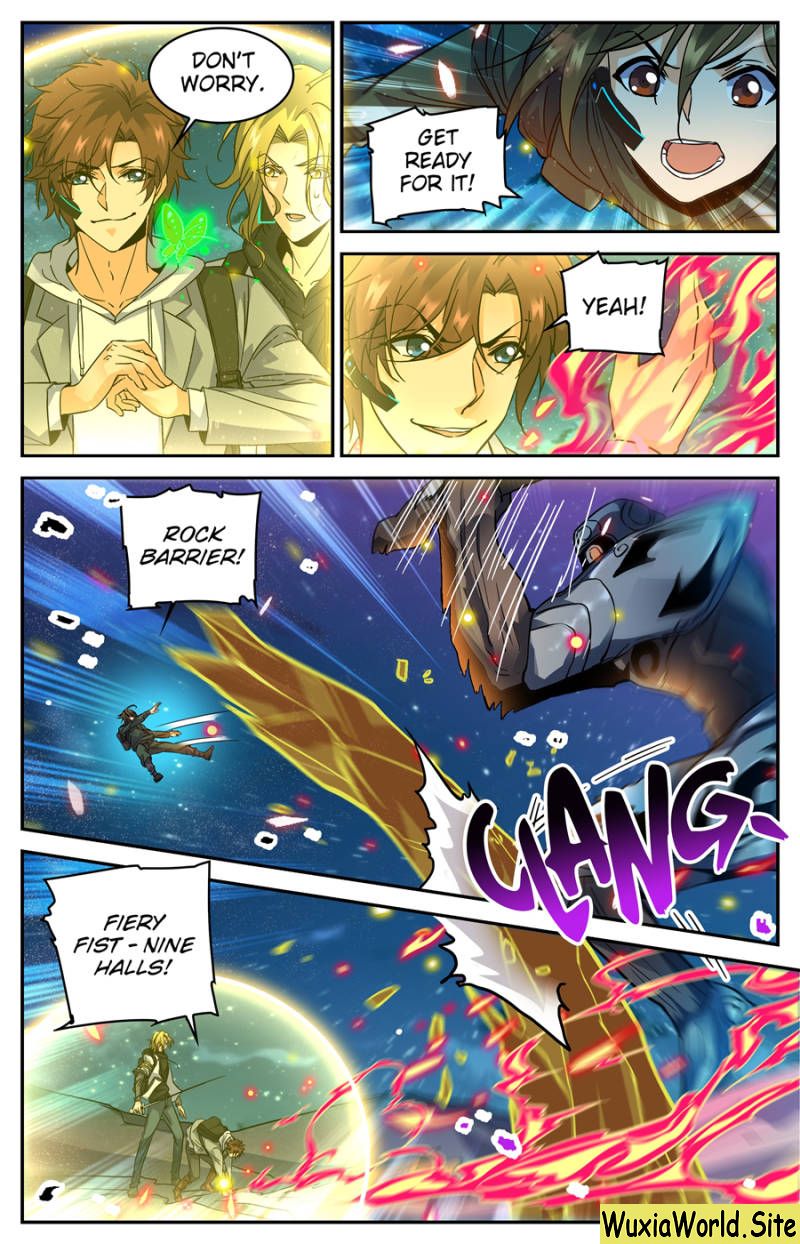 DON'T
WORRY.
GET
READY
FOR IT!
YEAH!
ROCK
BARRIER!
CLANG-
FIERY
FIST - NINE
HALLS!
WuxiaWorld.Site